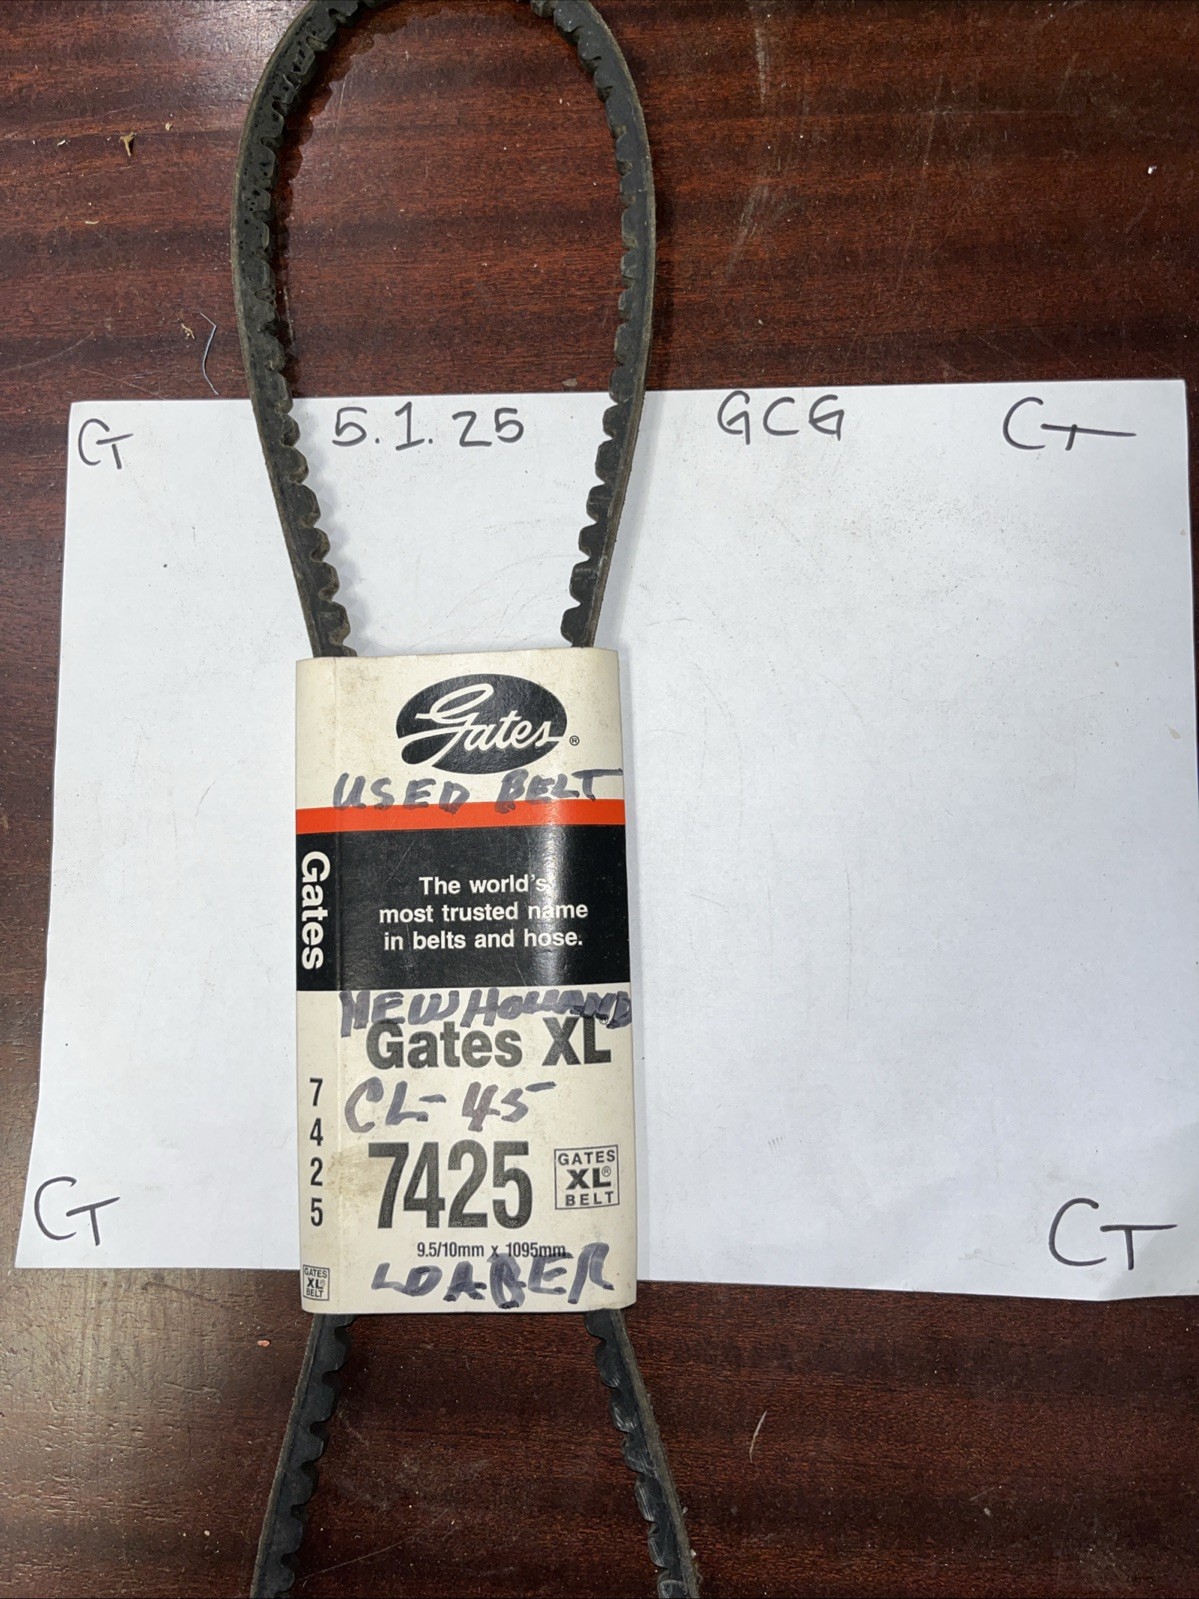 CT 5.1.25 GCG CT
Gates®
USED BELT
Gates
The world's
most trusted name
in belts and hose.
NEW HOLLAND
Gates XL®
CL-45
7425
7425
GATES
XL®
BELT
9.5/10mm x 1095mm
LOADER
GATES
XL®
BELT
CT
CT